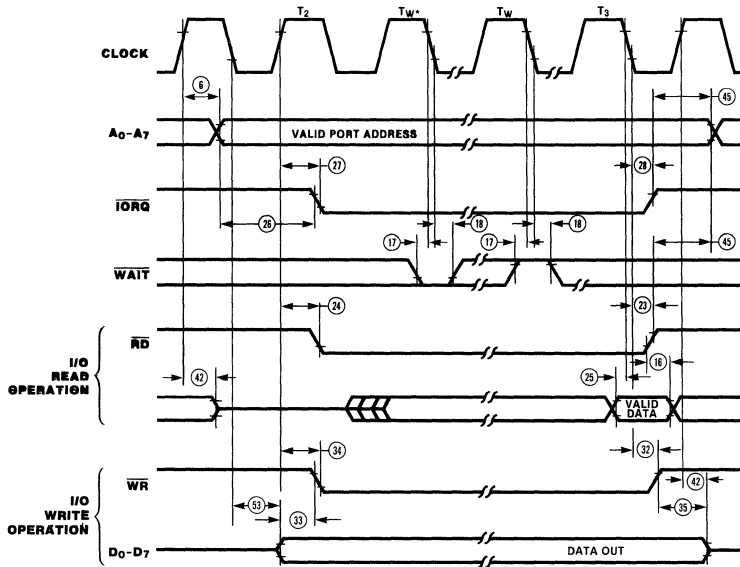 T2 TW* TW T3
CLOCK
6 45
A0-A7 VALID PORT ADDRESS
27 28
IORQ
26 18 18
17 17 45
WAIT
24 23
RD
I/O
READ
OPERATION
42 16
25
VALID
DATA
34 32
WR
42
I/O
WRITE
OPERATION
53 33 35
D0-D7 DATA OUT